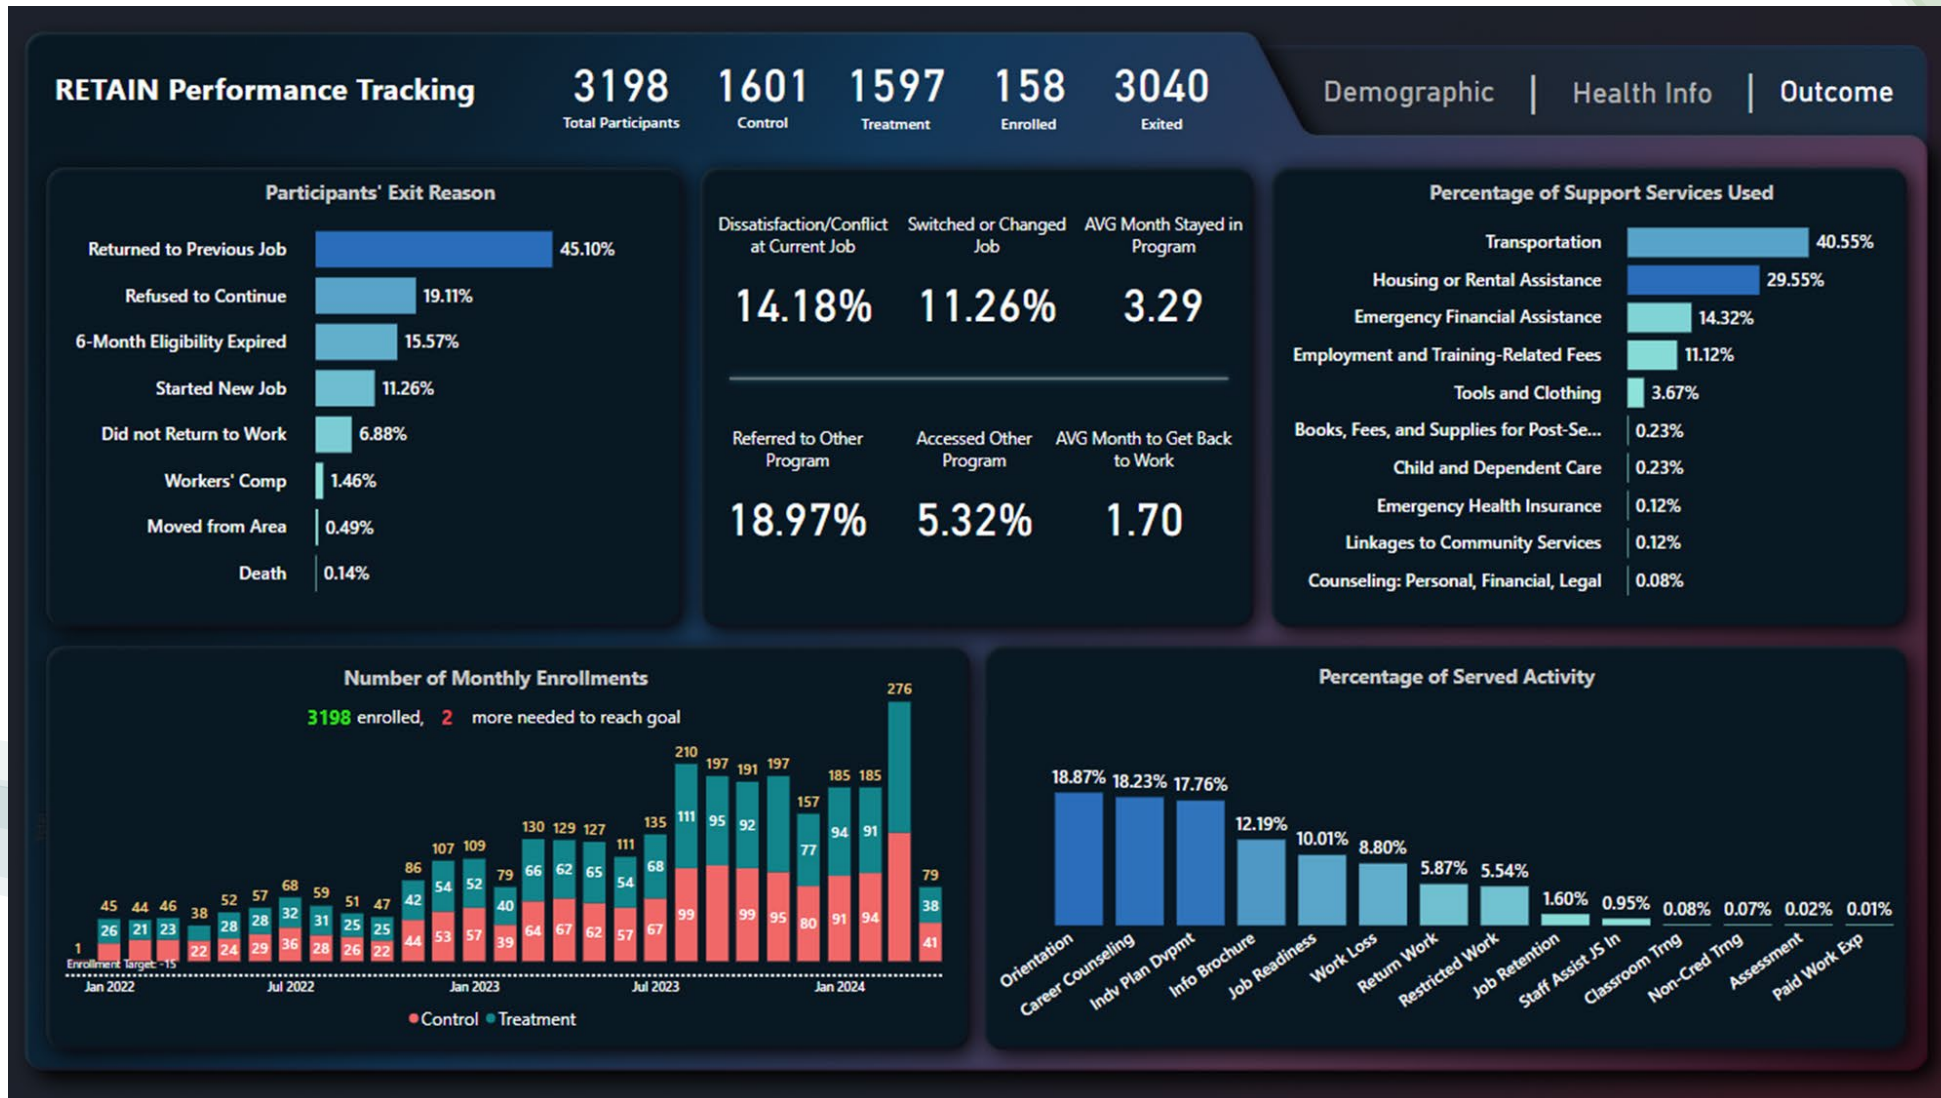 RETAIN Performance Tracking
3198
Total Participants
1601
Control
1597
Treatment
158
Enrolled
3040
Exited
Demographic | Health Info | Outcome
Participants' Exit Reason
Returned to Previous Job 45.10%
Refused to Continue 19.11%
6-Month Eligibility Expired 15.57%
Started New Job 11.26%
Did not Return to Work 6.88%
Workers' Comp 1.46%
Moved from Area 0.49%
Death 0.14%
Dissatisfaction/Conflict
at Current Job
14.18%
Switched or Changed
Job
11.26%
AVG Month Stayed in
Program
3.29
Referred to Other
Program
18.97%
Accessed Other
Program
5.32%
AVG Month to Get Back
to Work
1.70
Percentage of Support Services Used
Transportation 40.55%
Housing or Rental Assistance 29.55%
Emergency Financial Assistance 14.32%
Employment and Training-Related Fees 11.12%
Tools and Clothing 3.67%
Books, Fees, and Supplies for Post-Se... 0.23%
Child and Dependent Care 0.23%
Emergency Health Insurance 0.12%
Linkages to Community Services 0.12%
Counseling: Personal, Financial, Legal 0.08%
Number of Monthly Enrollments
3198 enrolled, 2 more needed to reach goal
1 45 44 46 38 52 57 68 59 51 47 86 107 109 79 130 129 127 111 135 210 197 191 197 157 185 185 276 79
26 21 23 28 28 32 31 25 25 42 54 52 40 66 62 65 54 68 111 95 92 77 94 91 38
22 24 29 36 28 26 22 44 53 57 39 64 67 62 57 67 99 99 95 80 91 94 41
Enrollment Target: -15
Jan 2022 Jul 2022 Jan 2023 Jul 2023 Jan 2024
Control Treatment
Percentage of Served Activity
18.87% 18.23% 17.76% 12.19% 10.01% 8.80% 5.87% 5.54% 1.60% 0.95% 0.08% 0.07% 0.02% 0.01%
Orientation
Career Counseling
Indv Plan Dvpmt
Info Brochure
Job Readiness
Work Loss
Return Work
Restricted Work
Job Retention
Staff Assist JS In
Classroom Trng
Non-Cred Trng
Assessment
Paid Work Exp